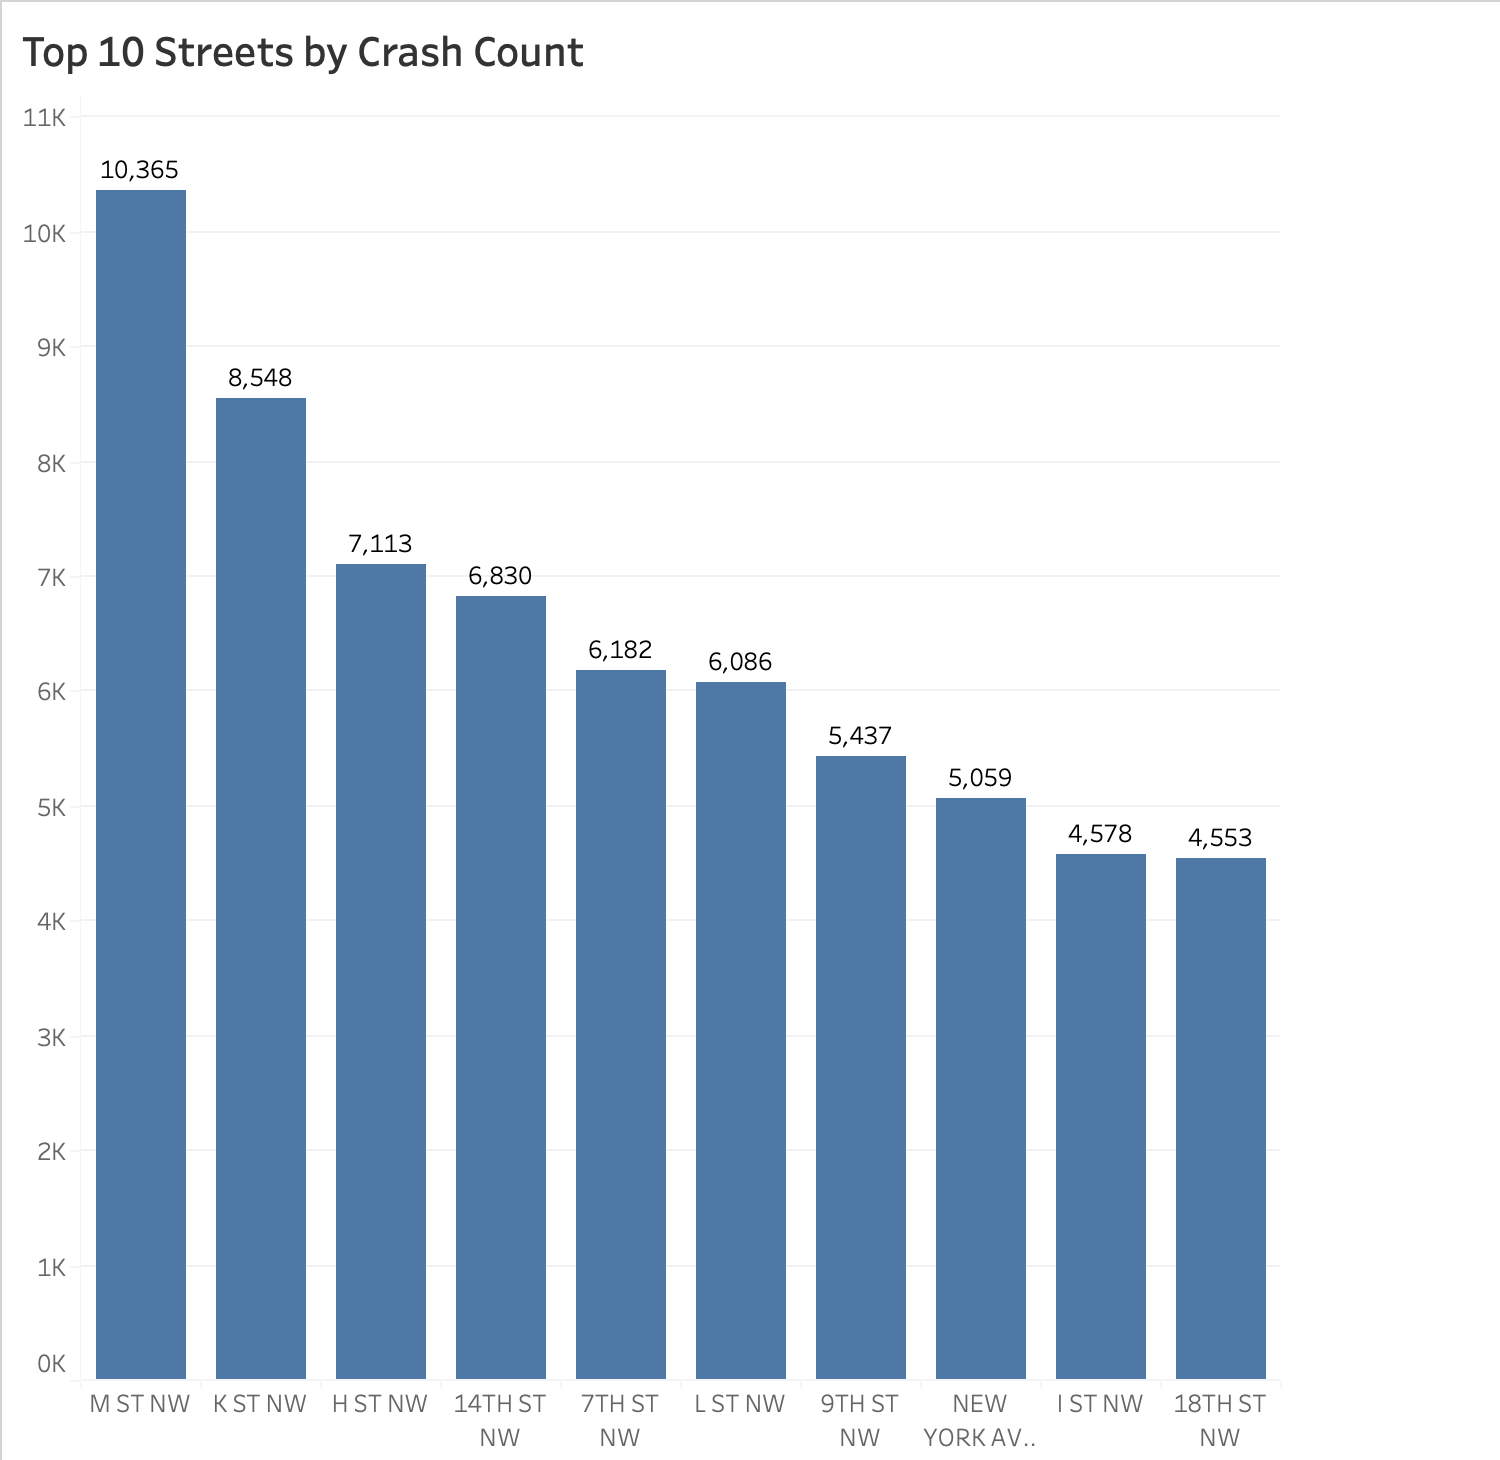 Top 10 Streets by Crash Count
11K
10K
9K
8K
7K
6K
5K
4K
3K
2K
1K
0K
10,365
8,548
7,113
6,830
6,182
6,086
5,437
5,059
4,578
4,553
M ST NW
K ST NW
H ST NW
14TH ST
NW
7TH ST
NW
L ST NW
9TH ST
NW
NEW
YORK AV..
I ST NW
18TH ST
NW